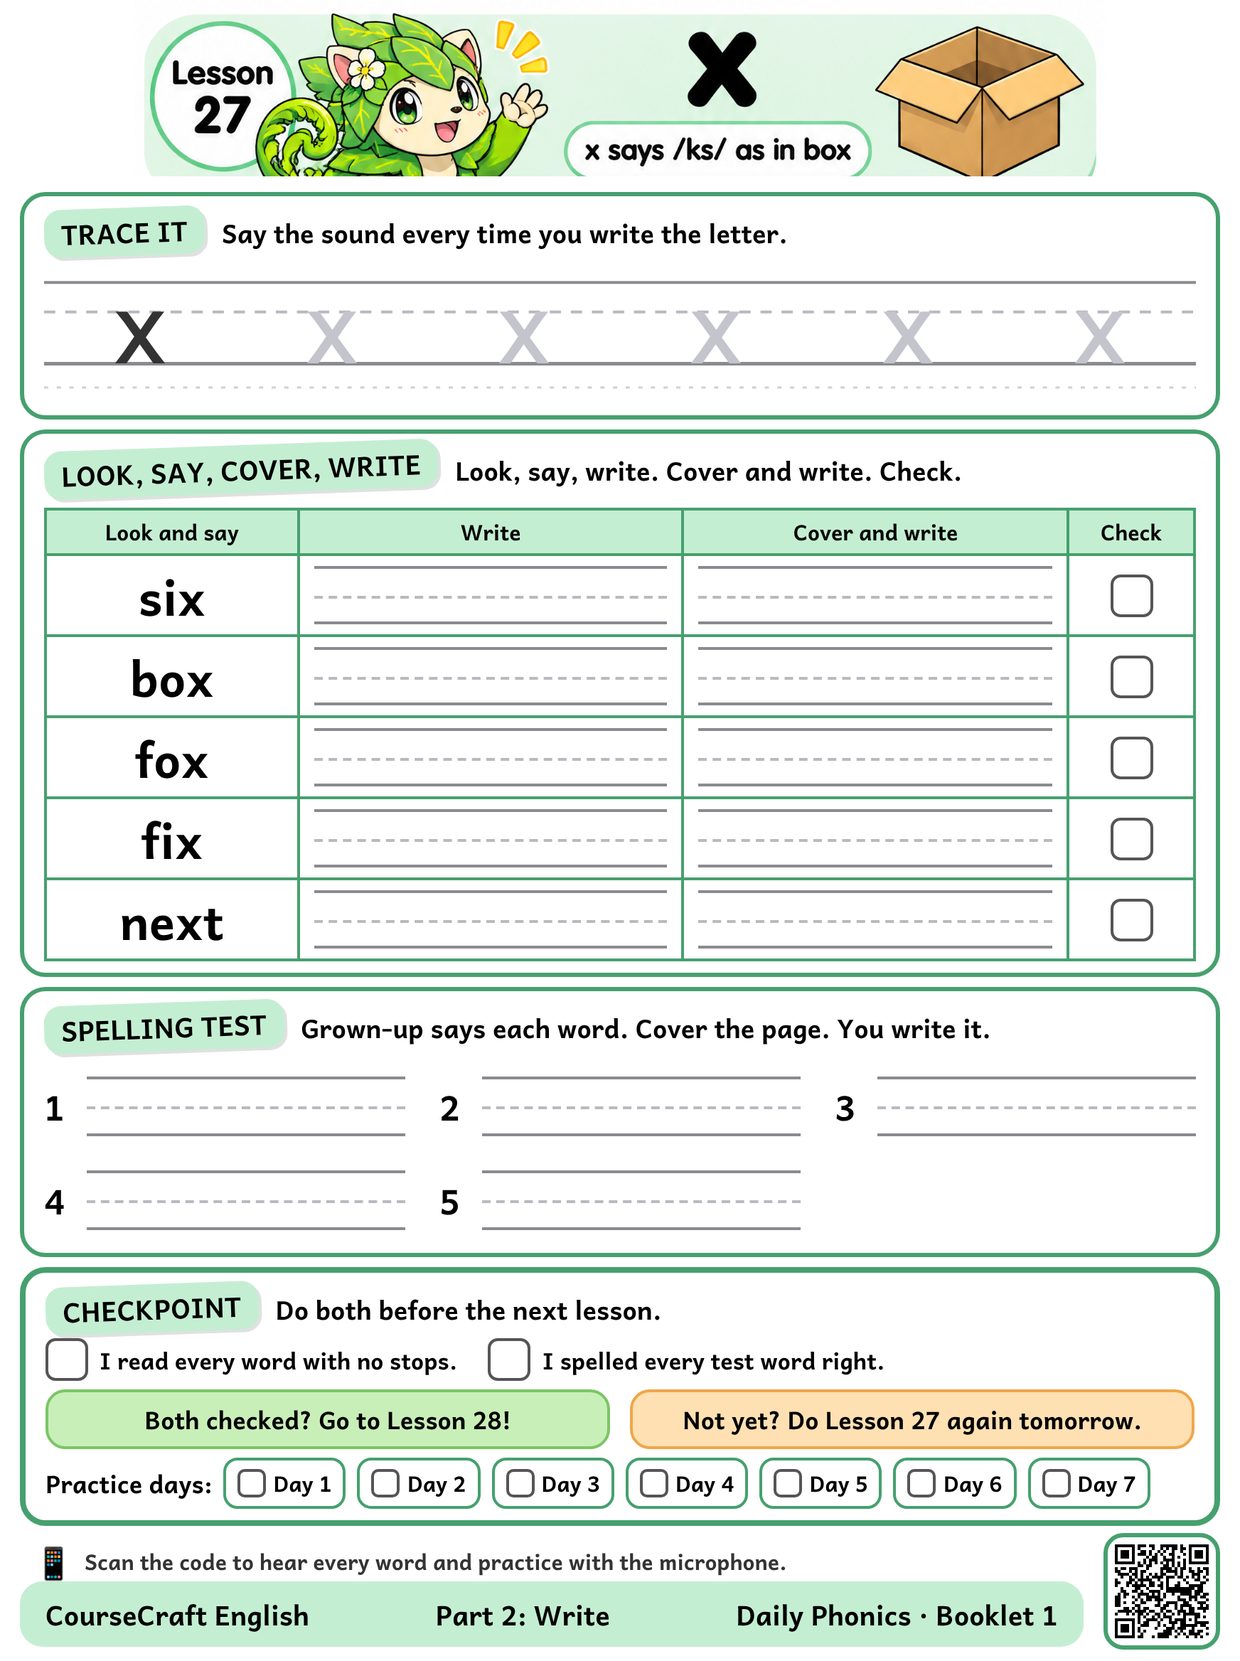 Lesson
27
x
x says /ks/ as in box
TRACE IT Say the sound every time you write the letter.
x x x x x x
LOOK, SAY, COVER, WRITE Look, say, write. Cover and write. Check.
Look and say Write Cover and write Check
six
box
fox
fix
next
SPELLING TEST Grown-up says each word. Cover the page. You write it.
1 2 3
4 5
CHECKPOINT Do both before the next lesson.
I read every word with no stops. I spelled every test word right.
Both checked? Go to Lesson 28! Not yet? Do Lesson 27 again tomorrow.
Practice days: Day 1 Day 2 Day 3 Day 4 Day 5 Day 6 Day 7
Scan the code to hear every word and practice with the microphone.
CourseCraft English Part 2: Write Daily Phonics · Booklet 1